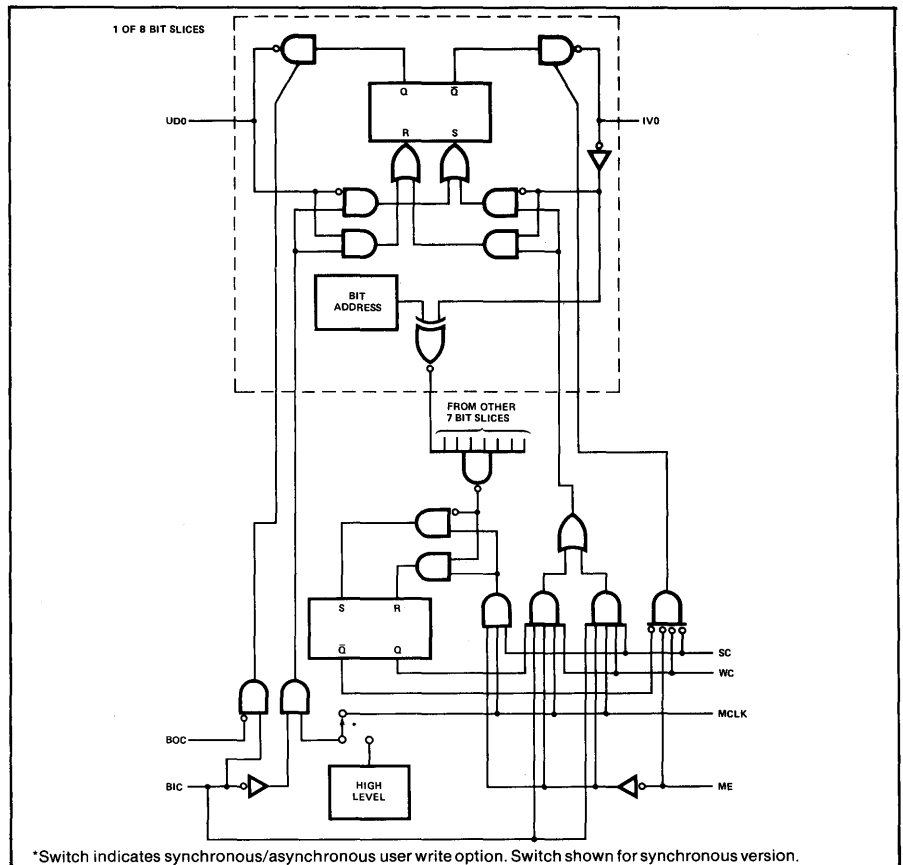 1 OF 8 BIT SLICES
Q
Q̅
UD0
IV0
R
S
BIT
ADDRESS
FROM OTHER
7 BIT SLICES
S
R
Q̅
Q
SC
WC
*
MCLK
BOC
BIC
HIGH
LEVEL
ME
*Switch indicates synchronous/asynchronous user write option. Switch shown for synchronous version.